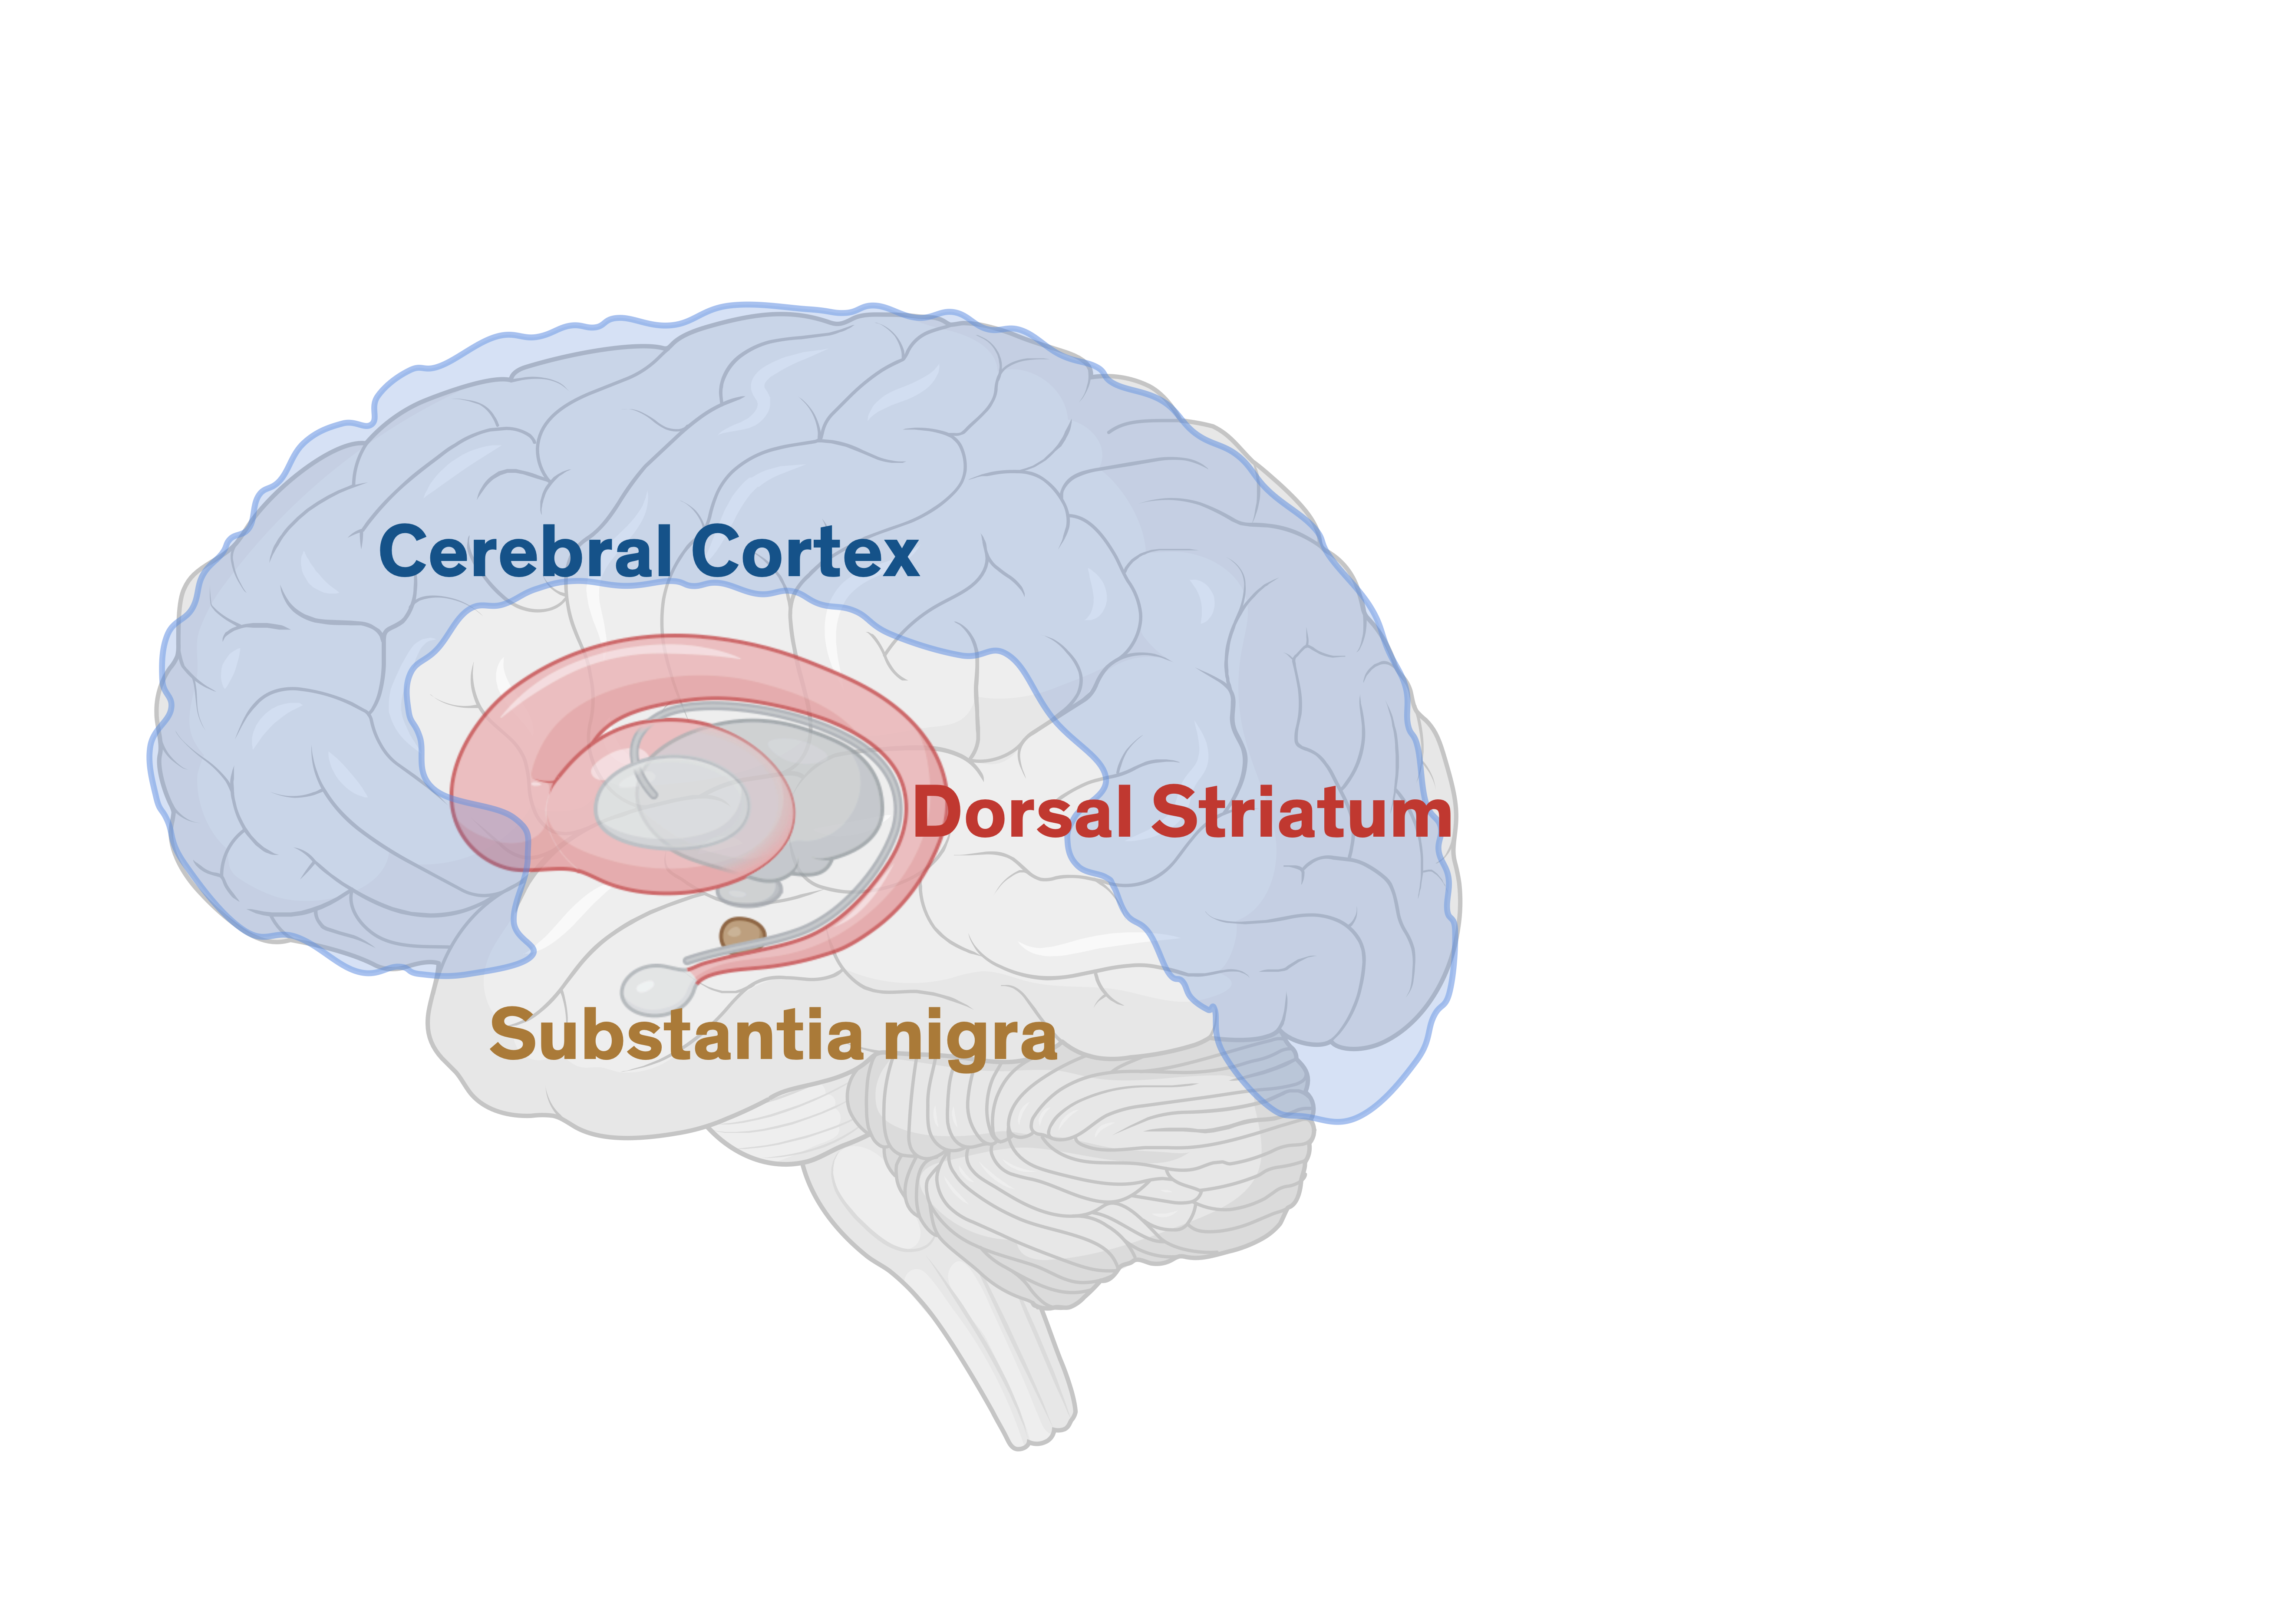 Cerebral Cortex
Dorsal Striatum
Substantia nigra